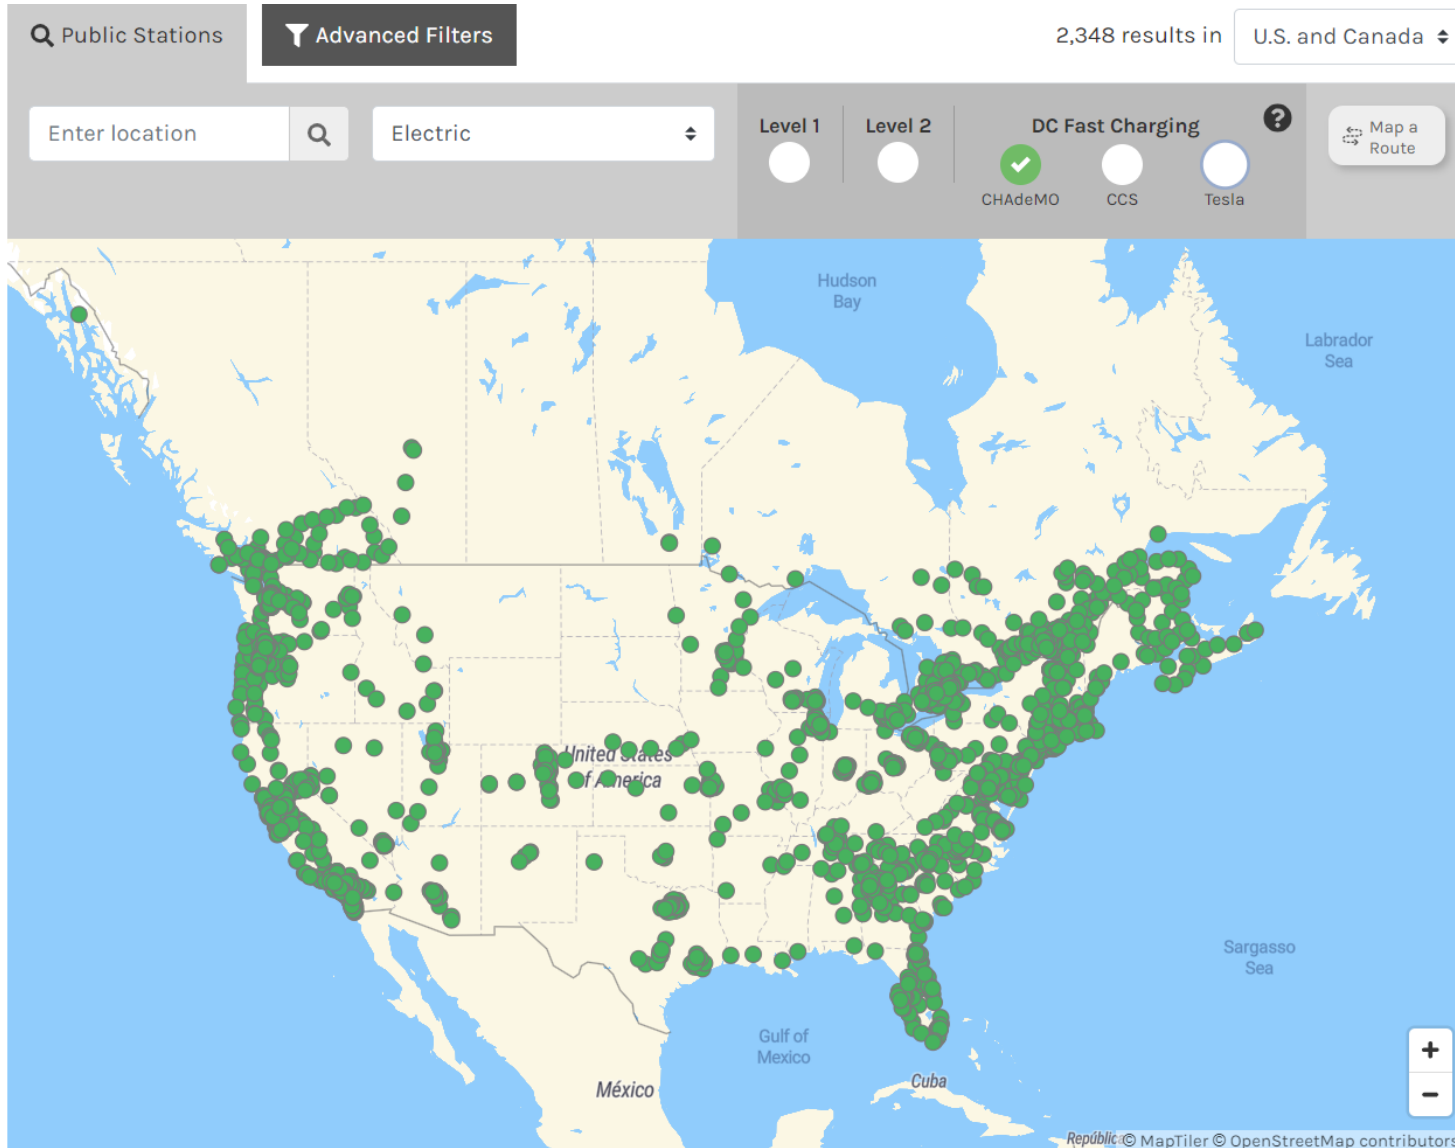 Public Stations
Advanced Filters
2,348 results in
U.S. and Canada
Enter location
Electric
Level 1
Level 2
DC Fast Charging
?
CHAdeMO
CCS
Tesla
Map a
Route
Hudson
Bay
Labrador
Sea
United States
of America
Sargasso
Sea
Gulf of
Mexico
México
Cuba
Repúblic
© MapTiler © OpenStreetMap contributors
+
−